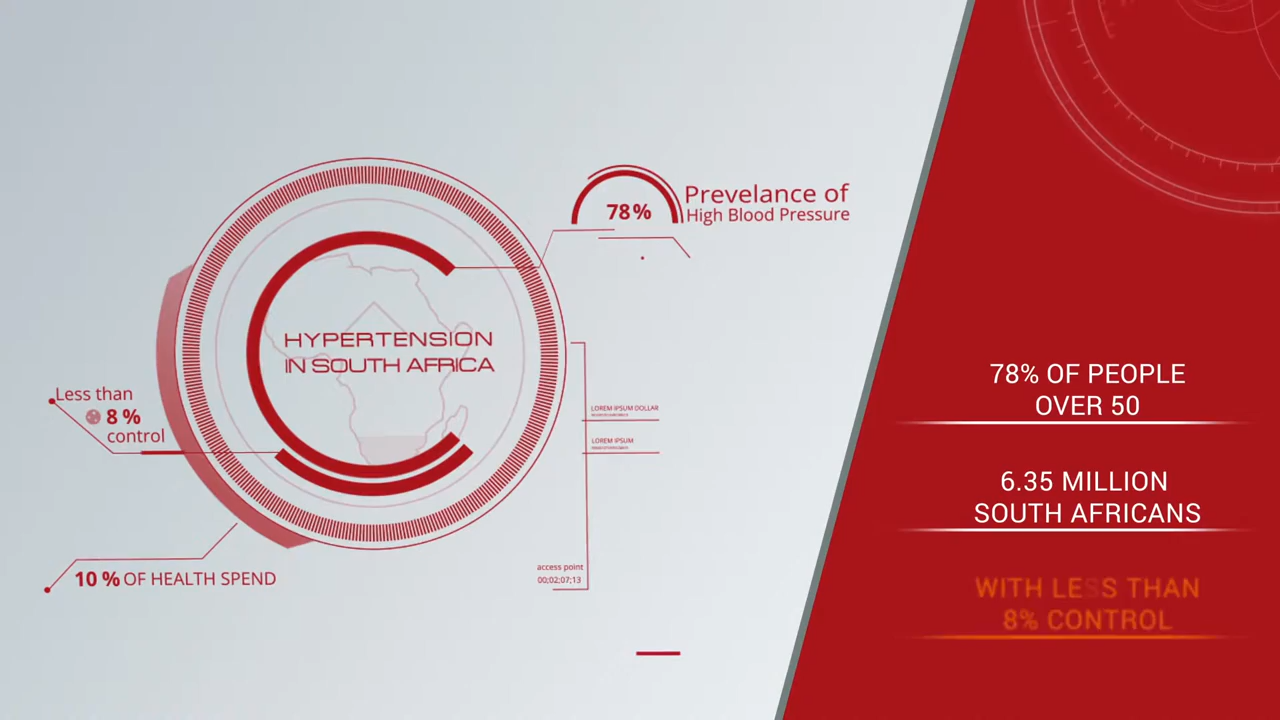 78%
Prevelance of
High Blood Pressure
HYPERTENSION
IN SOUTH AFRICA
Less than
8 %
control
10 % OF HEALTH SPEND
LOREM IPSUM DOLLAR
LOREM IPSUM
access point
00;02;07;13
78% OF PEOPLE
OVER 50
6.35 MILLION
SOUTH AFRICANS
WITH LESS THAN
8% CONTROL